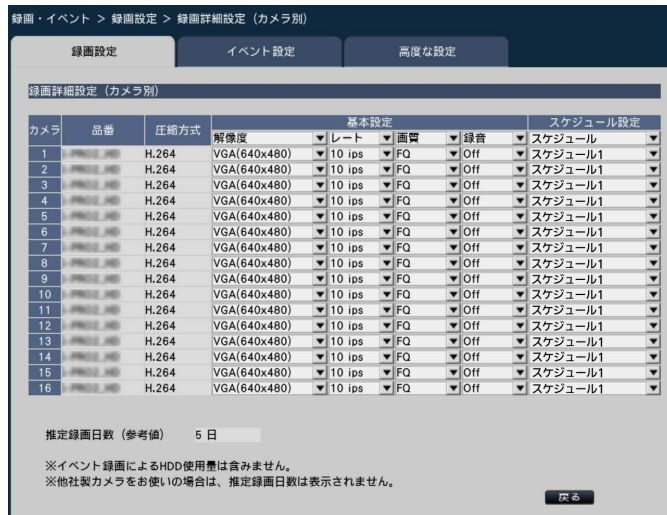 録画・イベント > 録画設定 > 録画詳細設定（カメラ別）
録画設定 イベント設定 高度な設定
録画詳細設定（カメラ別）
カメラ 品番 圧縮方式 基本設定 スケジュール設定
解像度 レート 画質 録音 スケジュール
1 H.264 VGA(640x480) 10 ips FQ Off スケジュール1
2 H.264 VGA(640x480) 10 ips FQ Off スケジュール1
3 H.264 VGA(640x480) 10 ips FQ Off スケジュール1
4 H.264 VGA(640x480) 10 ips FQ Off スケジュール1
5 H.264 VGA(640x480) 10 ips FQ Off スケジュール1
6 H.264 VGA(640x480) 10 ips FQ Off スケジュール1
7 H.264 VGA(640x480) 10 ips FQ Off スケジュール1
8 H.264 VGA(640x480) 10 ips FQ Off スケジュール1
9 H.264 VGA(640x480) 10 ips FQ Off スケジュール1
10 H.264 VGA(640x480) 10 ips FQ Off スケジュール1
11 H.264 VGA(640x480) 10 ips FQ Off スケジュール1
12 H.264 VGA(640x480) 10 ips FQ Off スケジュール1
13 H.264 VGA(640x480) 10 ips FQ Off スケジュール1
14 H.264 VGA(640x480) 10 ips FQ Off スケジュール1
15 H.264 VGA(640x480) 10 ips FQ Off スケジュール1
16 H.264 VGA(640x480) 10 ips FQ Off スケジュール1
推定録画日数（参考値） 5 日
※イベント録画によるHDD使用量は含みません。
※他社製カメラをお使いの場合は、推定録画日数は表示されません。
戻る